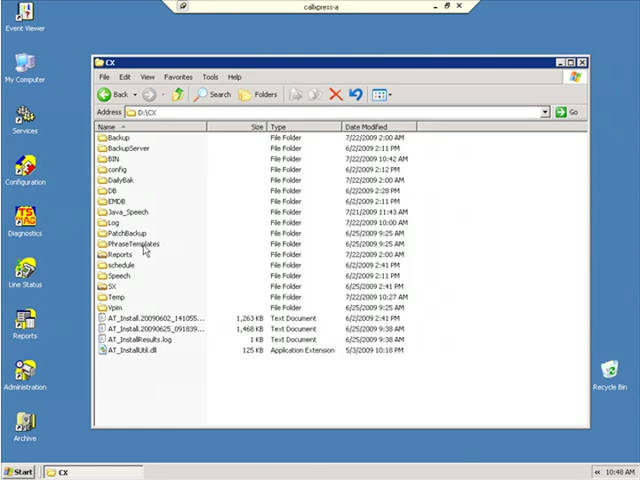 callxpress-a
Event Viewer
My Computer
Services
Configuration
Diagnostics
Line Status
Reports
Administration
Archive
CX
File Edit View Favorites Tools Help
Back Search Folders
Address D:\CX Go
Name Size Type Date Modified
Backup File Folder 7/22/2009 2:00 AM
BackupServer File Folder 6/2/2009 2:11 PM
BIN File Folder 7/22/2009 10:42 AM
config File Folder 6/2/2009 2:12 PM
DailyBak File Folder 7/22/2009 2:00 AM
DB File Folder 6/2/2009 2:28 PM
EMDB File Folder 6/2/2009 2:11 PM
Java_Speech File Folder 7/21/2009 11:43 AM
Log File Folder 7/22/2009 10:00 AM
PatchBackup File Folder 6/25/2009 9:25 AM
PhraseTemplates File Folder 6/25/2009 9:25 AM
Reports File Folder 7/22/2009 2:00 AM
schedule File Folder 6/2/2009 2:41 PM
Speech File Folder 6/2/2009 2:11 PM
SX File Folder 6/25/2009 2:41 PM
Temp File Folder 7/22/2009 10:27 AM
Vpim File Folder 6/25/2009 9:25 AM
AT_Install.20090602_141055... 1,263 KB Text Document 6/2/2009 2:41 PM
AT_Install.20090625_091839... 1,468 KB Text Document 6/25/2009 9:38 AM
AT_InstallResults.log 1 KB Text Document 6/25/2009 9:38 AM
AT_InstallUtil.dll 125 KB Application Extension 5/3/2009 10:18 PM
Recycle Bin
Start CX 10:48 AM